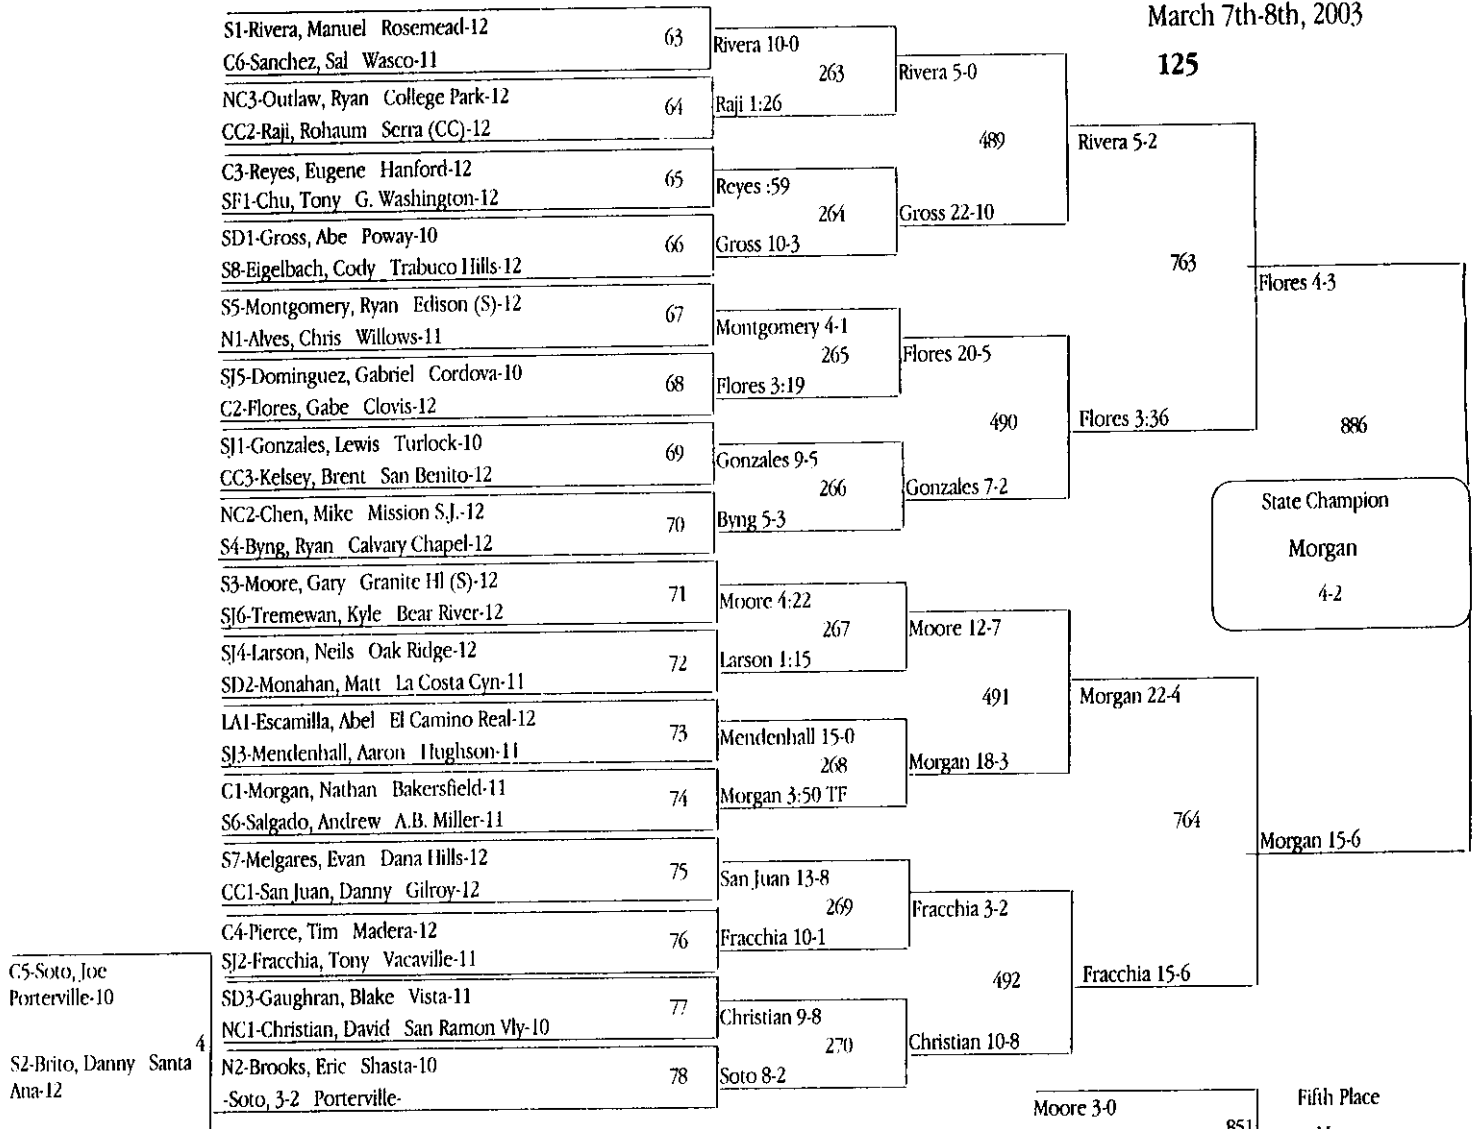 March 7th-8th, 2003
125
S1-Rivera, Manuel Rosemead-12
C6-Sanchez, Sal Wasco-11
63
NC3-Outlaw, Ryan College Park-12
CC2-Raji, Rohaum Serra (CC)-12
64
C3-Reyes, Eugene Hanford-12
SF1-Chu, Tony G. Washington-12
65
SD1-Gross, Abe Poway-10
S8-Eigelbach, Cody Trabuco Hills-12
66
S5-Montgomery, Ryan Edison (S)-12
N1-Alves, Chris Willows-11
67
SJ5-Dominguez, Gabriel Cordova-10
C2-Flores, Gabe Clovis-12
68
SJ1-Gonzales, Lewis Turlock-10
CC3-Kelsey, Brent San Benito-12
69
NC2-Chen, Mike Mission S.J.-12
S4-Byng, Ryan Calvary Chapel-12
70
S3-Moore, Gary Granite Hl (S)-12
SJ6-Tremewan, Kyle Bear River-12
71
SJ4-Larson, Neils Oak Ridge-12
SD2-Monahan, Matt La Costa Cyn-11
72
LA1-Escamilla, Abel El Camino Real-12
SJ3-Mendenhall, Aaron Hughson-11
73
C1-Morgan, Nathan Bakersfield-11
S6-Salgado, Andrew A.B. Miller-11
74
S7-Melgares, Evan Dana Hills-12
CC1-San Juan, Danny Gilroy-12
75
C4-Pierce, Tim Madera-12
SJ2-Fracchia, Tony Vacaville-11
76
SD3-Gaughran, Blake Vista-11
NC1-Christian, David San Ramon Vly-10
77
N2-Brooks, Eric Shasta-10
-Soto, 3-2 Porterville-
78
C5-Soto, Joe
Porterville-10
4
S2-Brito, Danny Santa
Ana-12
Rivera 10-0
263
Raji 1:26
Reyes :59
264
Gross 10-3
Montgomery 4-1
265
Flores 3:19
Gonzales 9-5
266
Byng 5-3
Moore 4:22
267
Larson 1:15
Mendenhall 15-0
268
Morgan 3:50 TF
San Juan 13-8
269
Fracchia 10-1
Christian 9-8
270
Soto 8-2
Rivera 5-0
489
Gross 22-10
Flores 20-5
490
Gonzales 7-2
Moore 12-7
491
Morgan 18-3
Fracchia 3-2
492
Christian 10-8
Rivera 5-2
763
Flores 3:36
Morgan 22-4
764
Fracchia 15-6
Flores 4-3
886
Morgan 15-6
State Champion
Morgan
4-2
Moore 3-0
851
Fifth Place